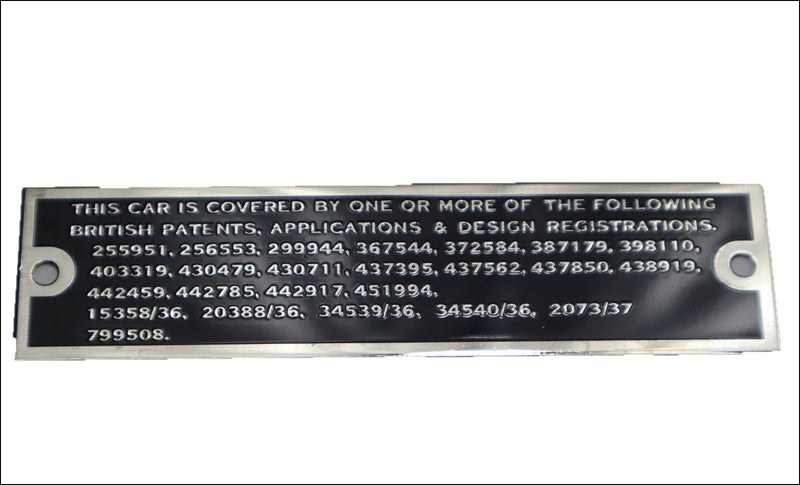 THIS CAR IS COVERED BY ONE OR MORE OF THE FOLLOWING
BRITISH PATENTS, APPLICATIONS & DESIGN REGISTRATIONS.
255951, 256553, 299944, 367544, 372584, 387179, 398110,
403319, 430479, 430711, 437395, 437562, 437850, 438919,
442459, 442785, 442917, 451994,
15358/36, 20388/36, 34539/36, 34540/36, 2073/37
799508.